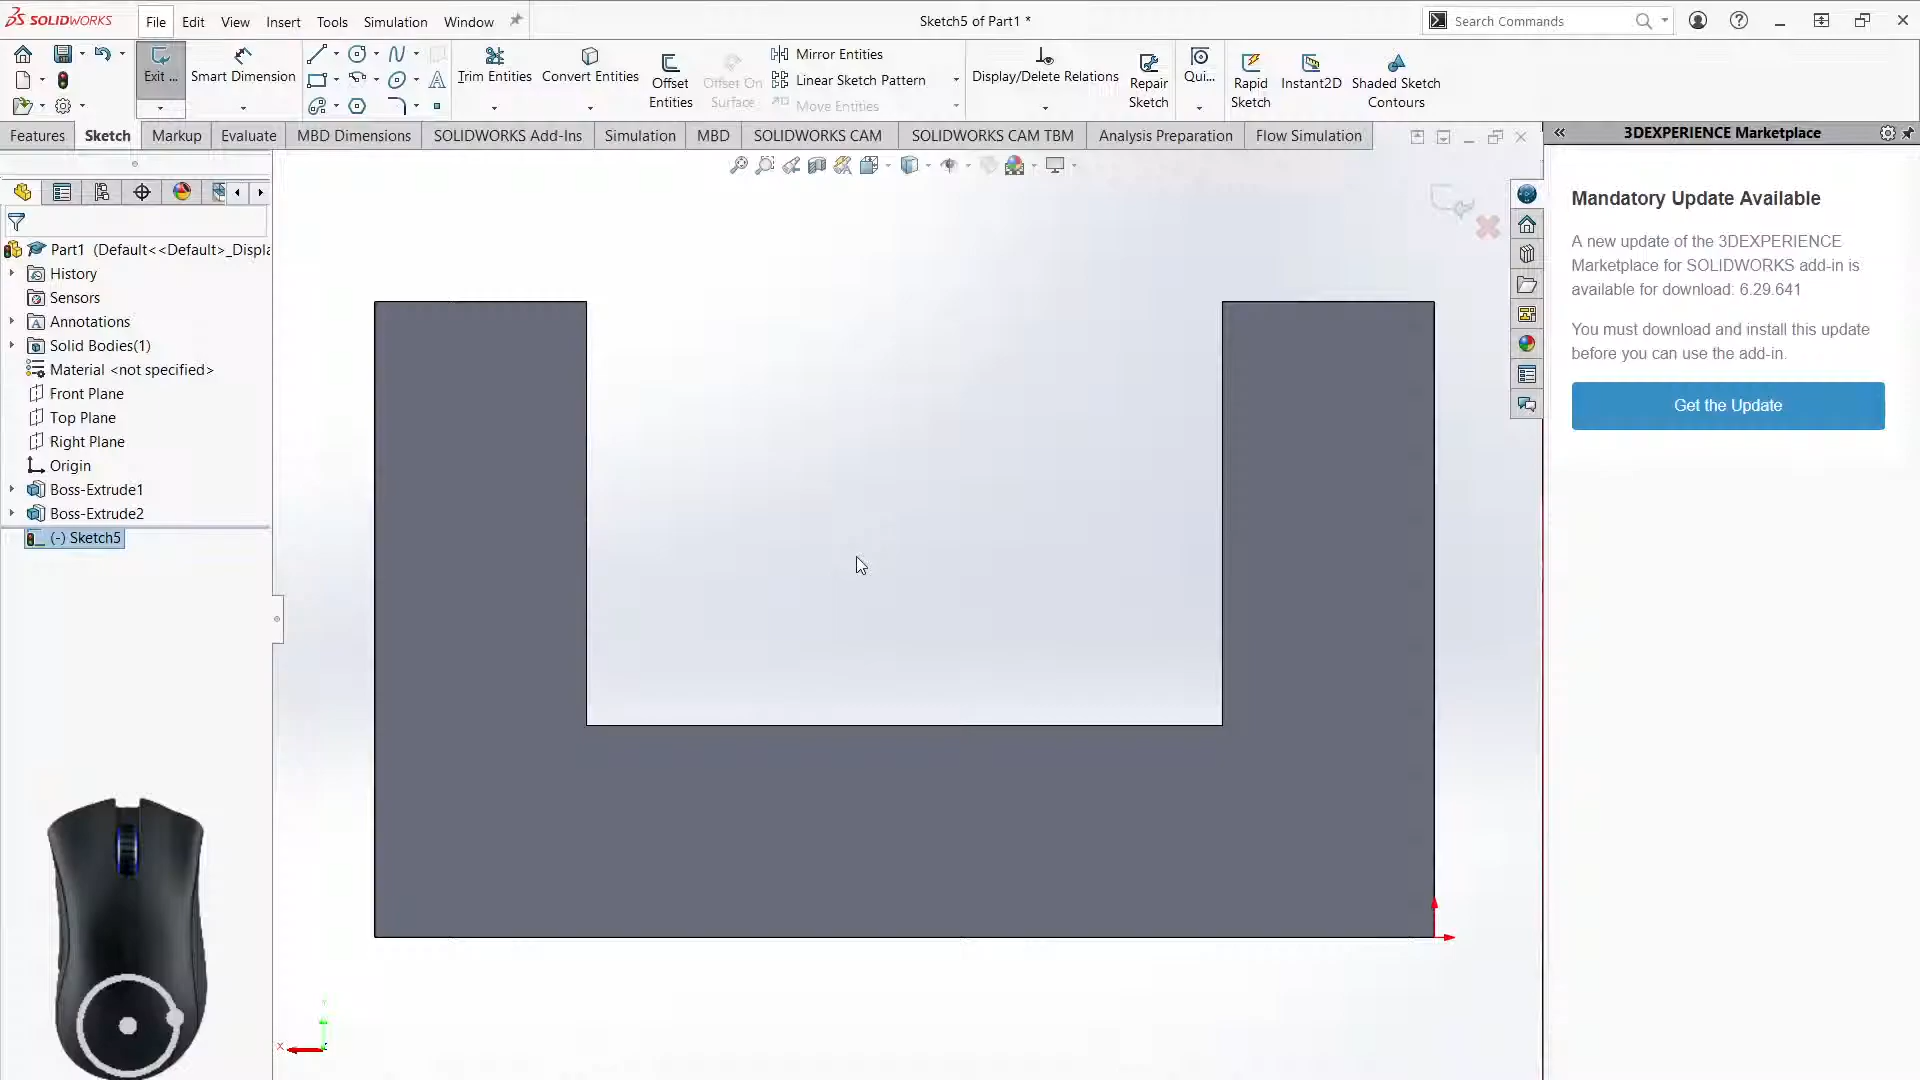 SOLIDWORKS
File Edit View Insert Tools Simulation Window
Sketch5 of Part1 *
Search Commands
Exit ...
Smart Dimension
Trim Entities
Convert Entities
Offset
Entities
Offset On
Surface
Mirror Entities
Linear Sketch Pattern
Move Entities
Display/Delete Relations
Repair
Sketch
Qui...
Rapid
Sketch
Instant2D
Shaded Sketch
Contours
Features Sketch Markup Evaluate MBD Dimensions SOLIDWORKS Add-Ins Simulation MBD SOLIDWORKS CAM SOLIDWORKS CAM TBM Analysis Preparation Flow Simulation
3DEXPERIENCE Marketplace
Part1 (Default<<Default>_Displa
History
Sensors
Annotations
Solid Bodies(1)
Material <not specified>
Front Plane
Top Plane
Right Plane
Origin
Boss-Extrude1
Boss-Extrude2
(-) Sketch5
Mandatory Update Available
A new update of the 3DEXPERIENCE
Marketplace for SOLIDWORKS add-in is
available for download: 6.29.641
You must download and install this update
before you can use the add-in.
Get the Update
X